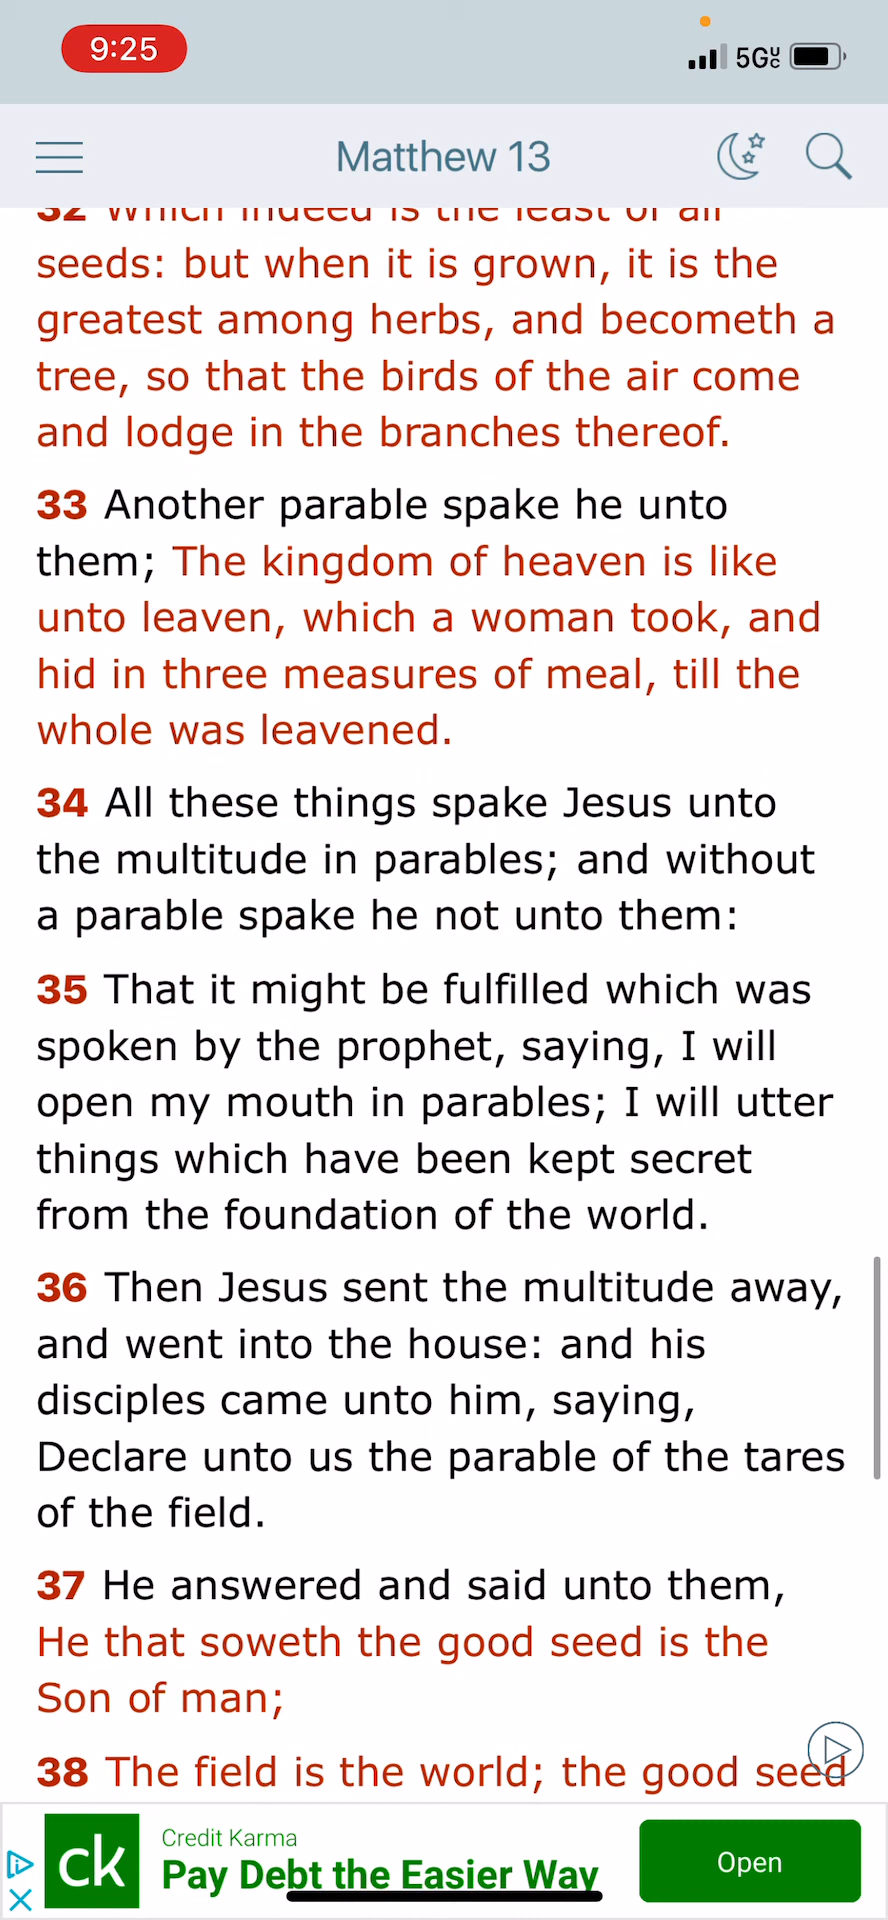 9:25
5G UC
Matthew 13
32 Which indeed is the least of all
seeds: but when it is grown, it is the
greatest among herbs, and becometh a
tree, so that the birds of the air come
and lodge in the branches thereof.
33 Another parable spake he unto
them; The kingdom of heaven is like
unto leaven, which a woman took, and
hid in three measures of meal, till the
whole was leavened.
34 All these things spake Jesus unto
the multitude in parables; and without
a parable spake he not unto them:
35 That it might be fulfilled which was
spoken by the prophet, saying, I will
open my mouth in parables; I will utter
things which have been kept secret
from the foundation of the world.
36 Then Jesus sent the multitude away,
and went into the house: and his
disciples came unto him, saying,
Declare unto us the parable of the tares
of the field.
37 He answered and said unto them,
He that soweth the good seed is the
Son of man;
38 The field is the world; the good seed
ck
Credit Karma
Pay Debt the Easier Way
Open